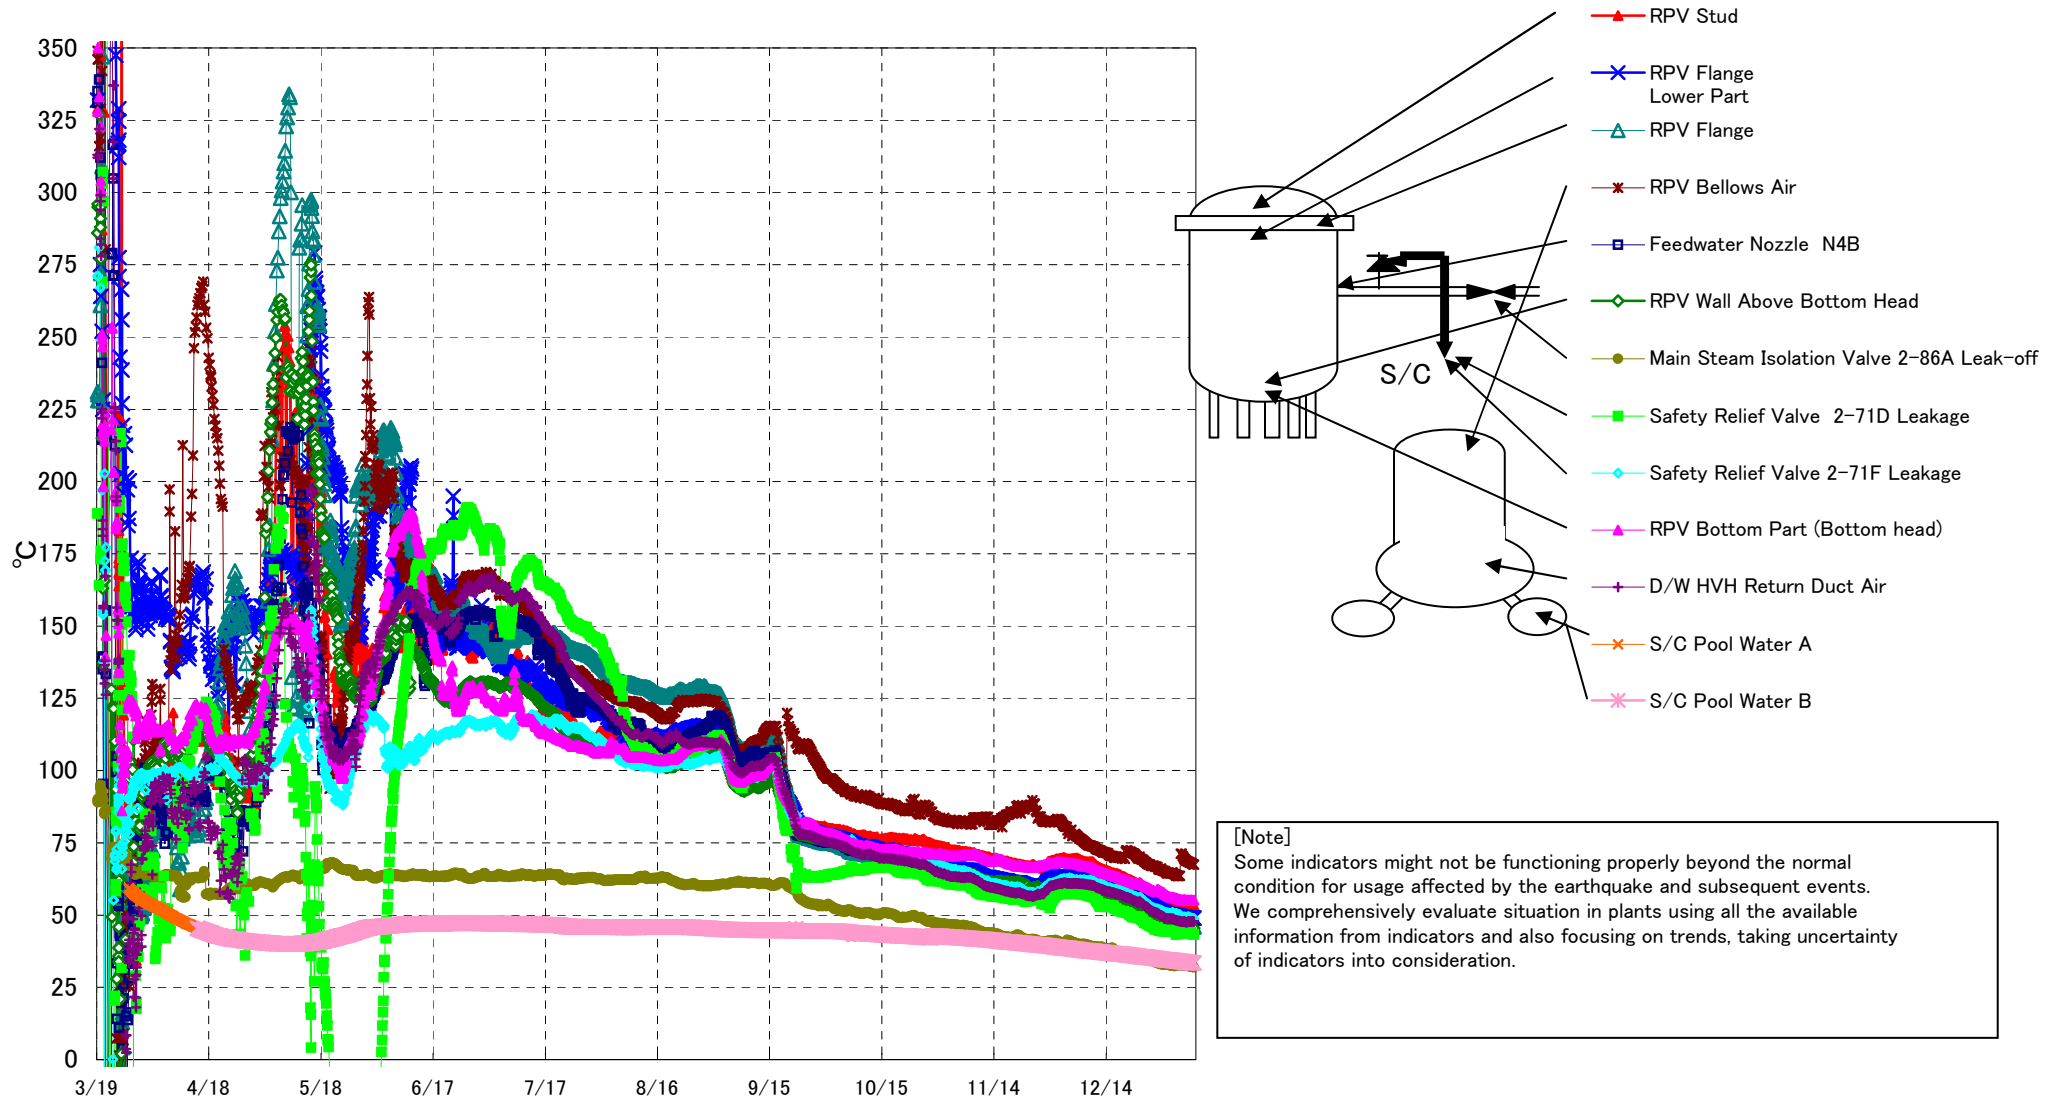 350
325
300
275
250
225
200
175
150
125
100
75
50
25
0
℃
3/19
4/18
5/18
6/17
7/17
8/16
9/15
10/15
11/14
12/14
S/C
RPV Stud
RPV Flange
Lower Part
RPV Flange
RPV Bellows Air
Feedwater Nozzle N4B
RPV Wall Above Bottom Head
Main Steam Isolation Valve 2-86A Leak-off
Safety Relief Valve 2-71D Leakage
Safety Relief Valve 2-71F Leakage
RPV Bottom Part (Bottom head)
D/W HVH Return Duct Air
S/C Pool Water A
S/C Pool Water B
[Note]
Some indicators might not be functioning properly beyond the normal
condition for usage affected by the earthquake and subsequent events.
We comprehensively evaluate situation in plants using all the available
information from indicators and also focusing on trends, taking uncertainty
of indicators into consideration.